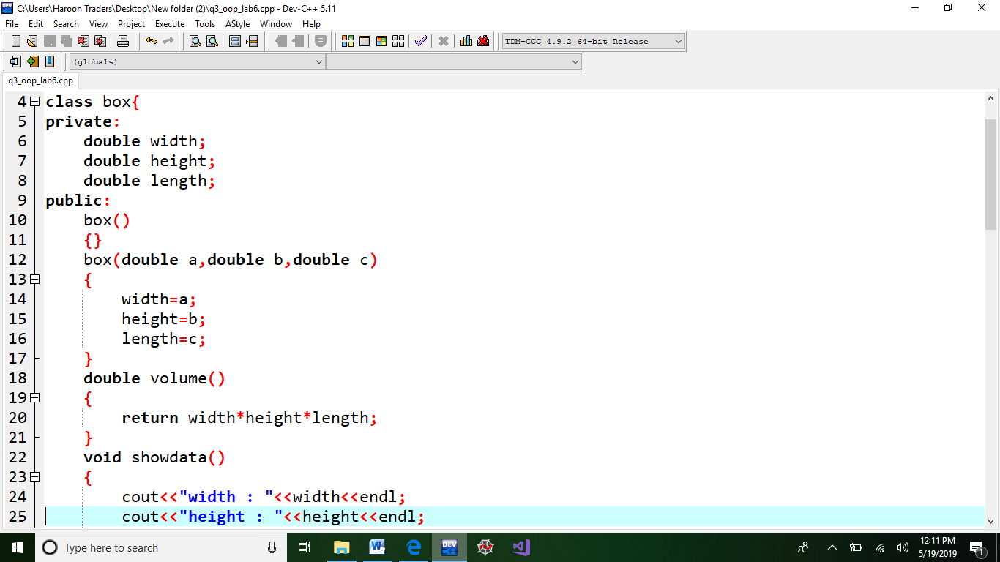 C:\Users\Haroon Traders\Desktop\New folder (2)\q3_oop_lab6.cpp - Dev-C++ 5.11
File Edit Search View Project Execute Tools AStyle Window Help
TDM-GCC 4.9.2 64-bit Release
(globals)
q3_oop_lab6.cpp
4 class box{
5 private:
6     double width;
7     double height;
8     double length;
9 public:
10     box()
11     {}
12     box(double a,double b,double c)
13     {
14         width=a;
15         height=b;
16         length=c;
17     }
18     double volume()
19     {
20         return width*height*length;
21     }
22     void showdata()
23     {
24         cout<<"width : "<<width<<endl;
25         cout<<"height : "<<height<<endl;
Type here to search
DEV
12:11 PM
5/19/2019
1